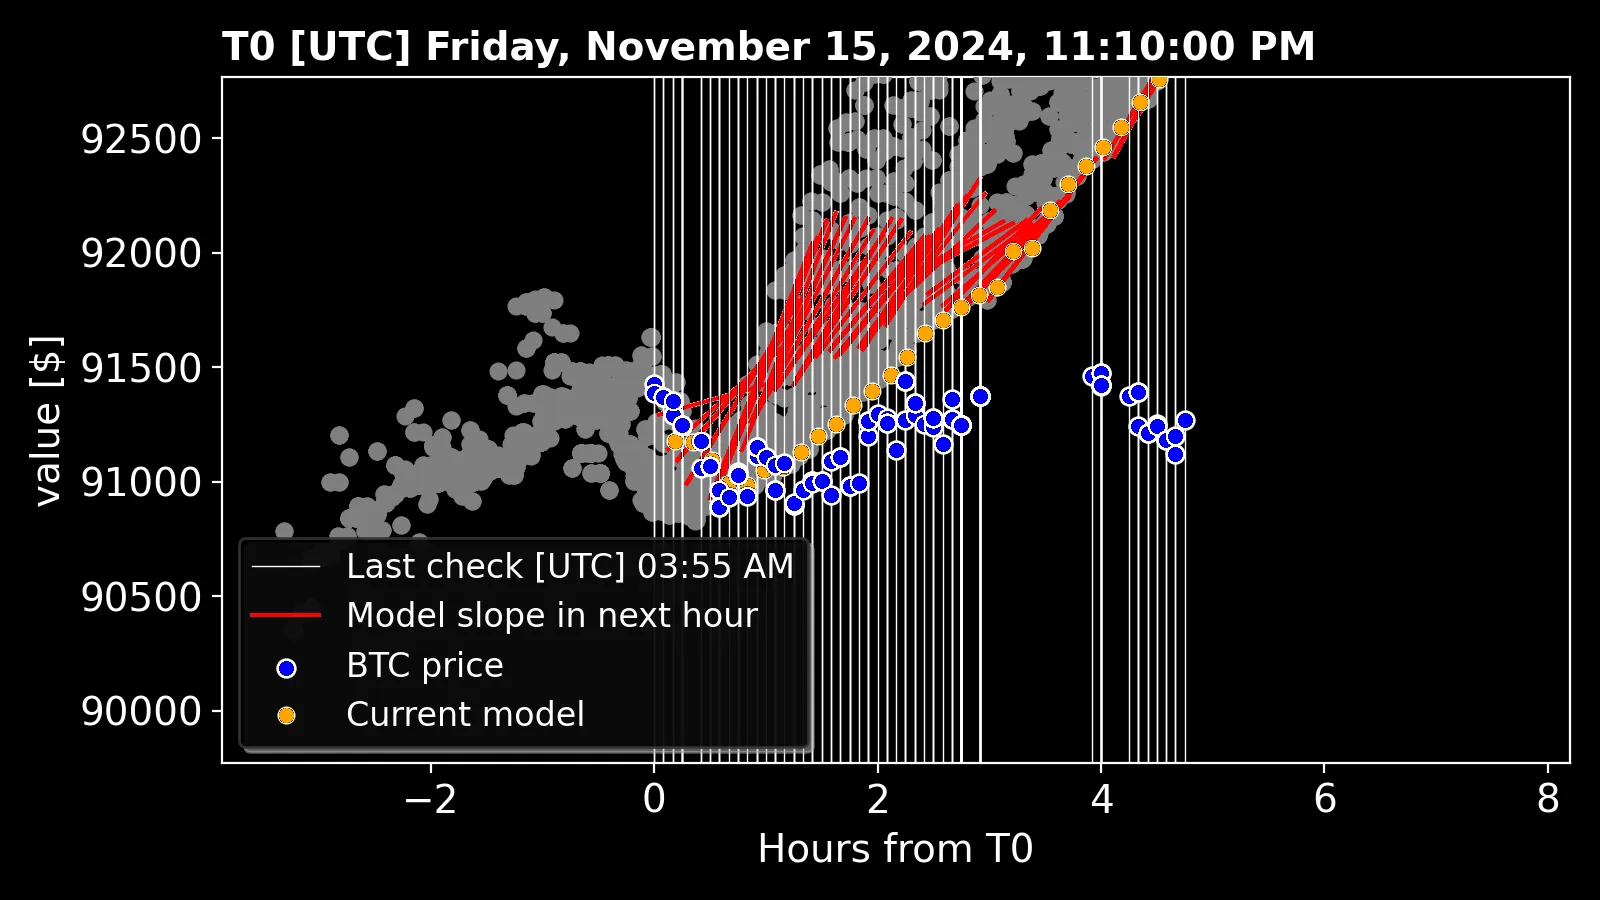 T0 [UTC] Friday, November 15, 2024, 11:10:00 PM
value [$]
92500
92000
91500
91000
90500
90000
Last check [UTC] 03:55 AM
Model slope in next hour
BTC price
Current model
−2 0 2 4 6 8
Hours from T0